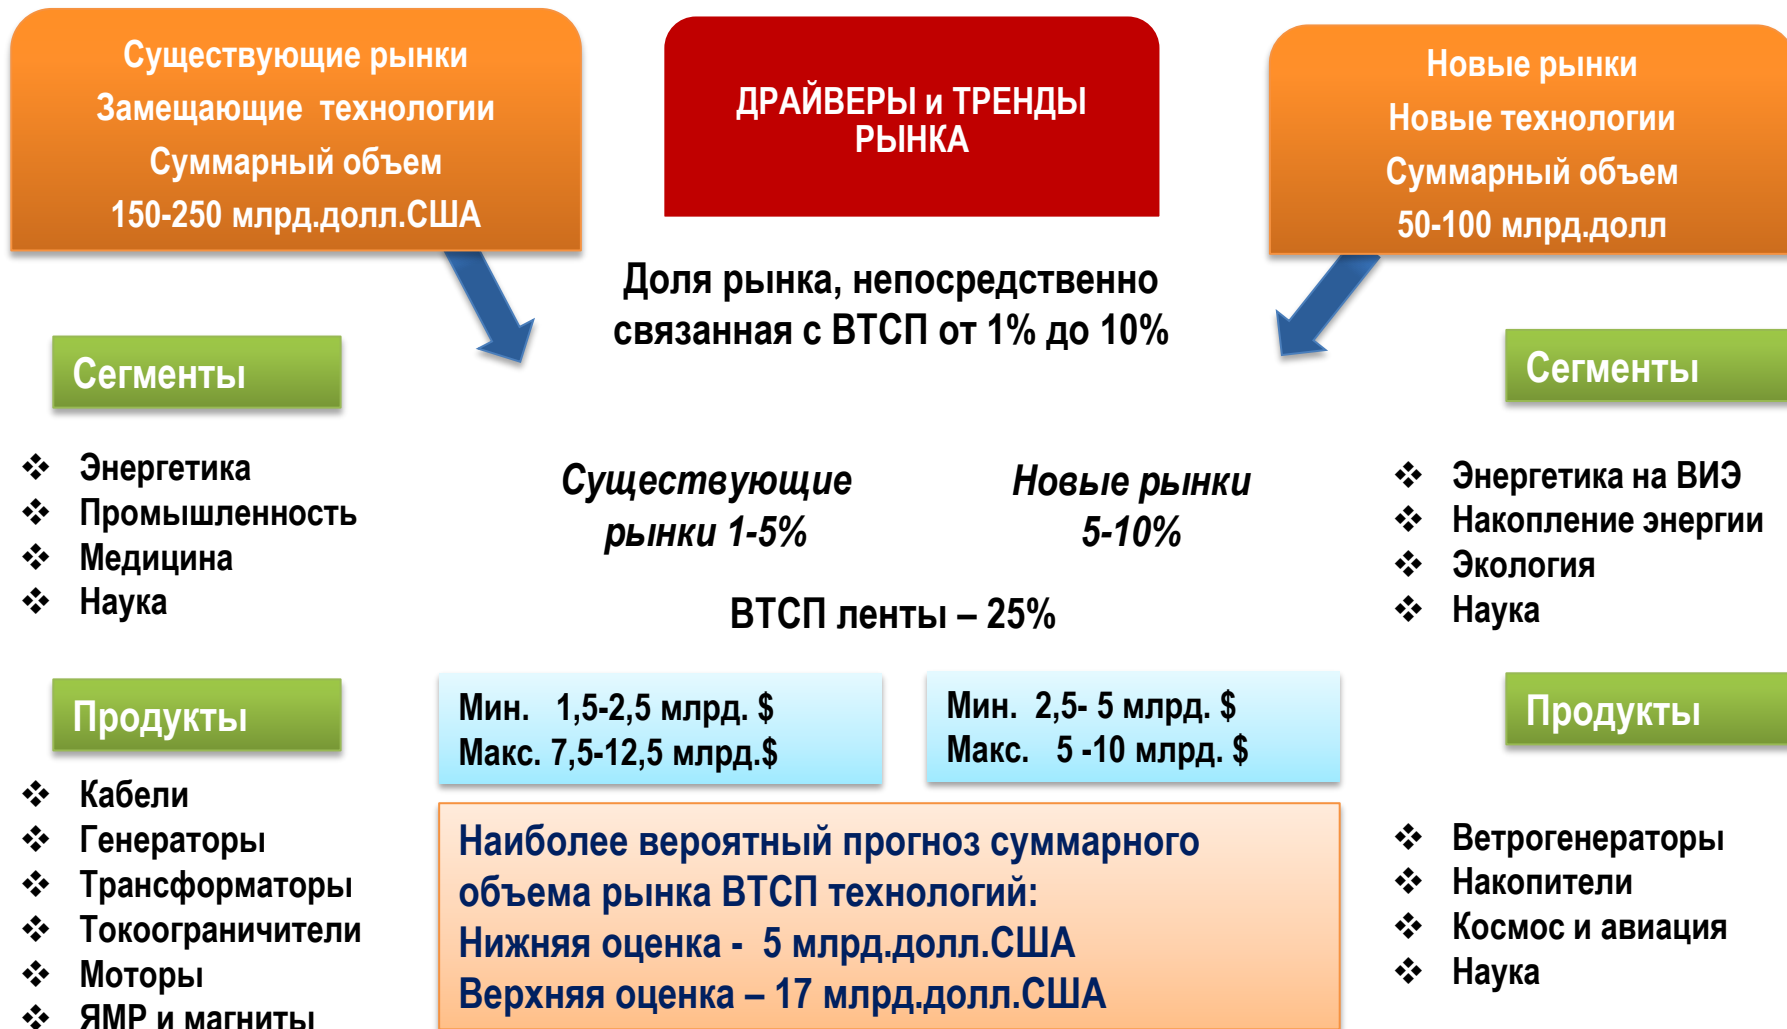 Существующие рынки
Замещающие технологии
Суммарный объем
150-250 млрд.долл.США
ДРАЙВЕРЫ и ТРЕНДЫ
РЫНКА
Новые рынки
Новые технологии
Суммарный объем
50-100 млрд.долл
Доля рынка, непосредственно
связанная с ВТСП от 1% до 10%
Сегменты
❖ Энергетика
❖ Промышленность
❖ Медицина
❖ Наука
Существующие
рынки 1-5%
Новые рынки
5-10%
ВТСП ленты – 25%
Сегменты
❖ Энергетика на ВИЭ
❖ Накопление энергии
❖ Экология
❖ Наука
Продукты
❖ Кабели
❖ Генераторы
❖ Трансформаторы
❖ Токоограничители
❖ Моторы
❖ ЯМР и магниты
Мин. 1,5-2,5 млрд. $
Макс. 7,5-12,5 млрд.$
Мин. 2,5- 5 млрд. $
Макс. 5 -10 млрд. $
Наиболее вероятный прогноз суммарного
объема рынка ВТСП технологий:
Нижняя оценка - 5 млрд.долл.США
Верхняя оценка – 17 млрд.долл.США
Продукты
❖ Ветрогенераторы
❖ Накопители
❖ Космос и авиация
❖ Наука